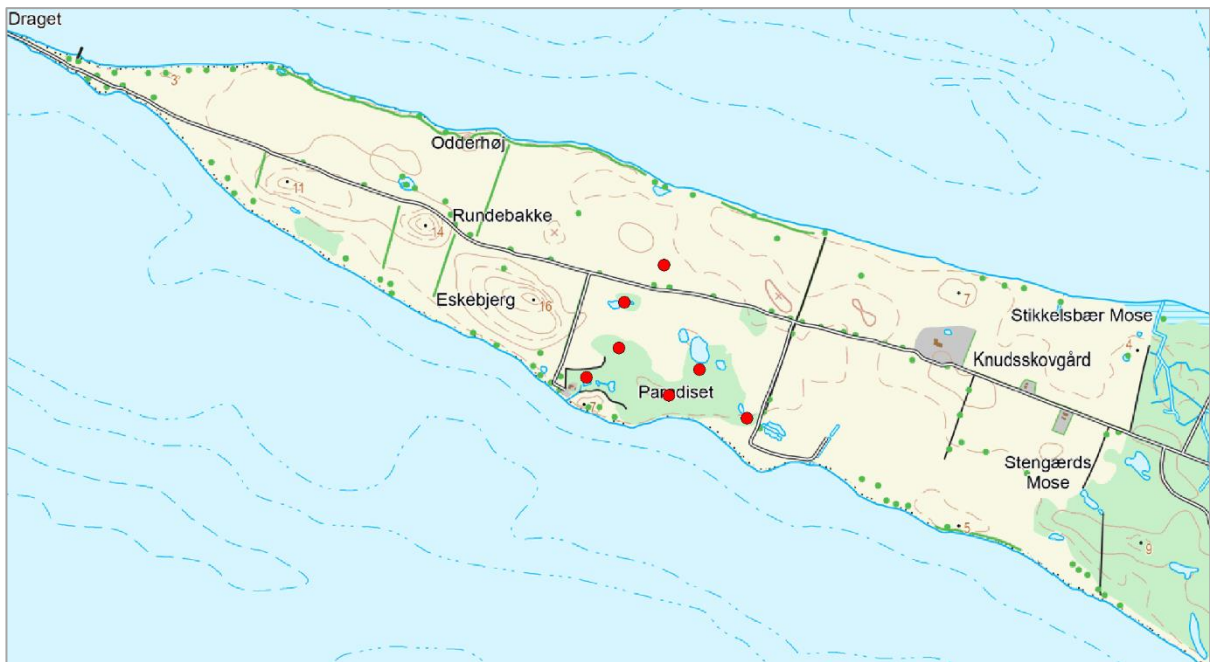 Draget
3
Odderhøj
11
Rundebakke
14
Eskebjerg
16
7
Stikkelsbær Mose
4
Knudsskovgård
Paradiset
7
Stengærds
Mose
5
9